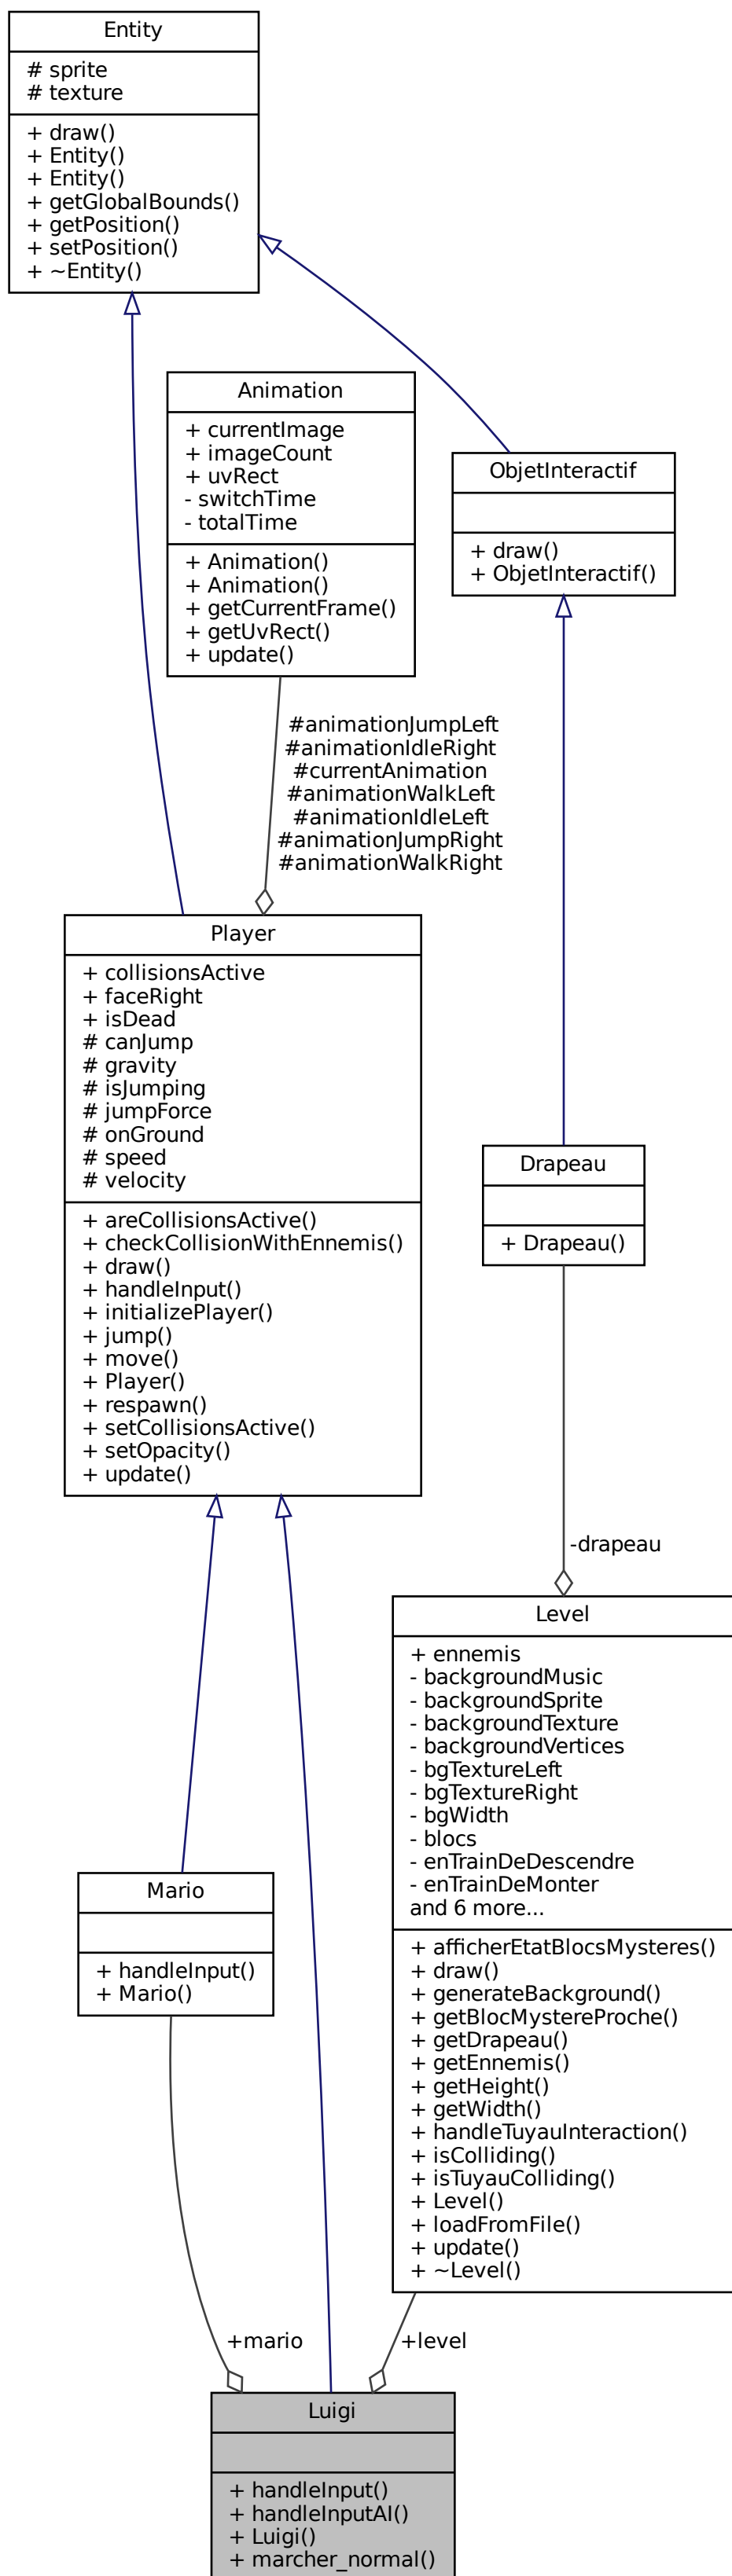 Entity
# sprite
# texture
+ draw()
+ Entity()
+ Entity()
+ getGlobalBounds()
+ getPosition()
+ setPosition()
+ ~Entity()
Animation
+ currentImage
+ imageCount
+ uvRect
- switchTime
- totalTime
+ Animation()
+ Animation()
+ getCurrentFrame()
+ getUvRect()
+ update()
ObjetInteractif
+ draw()
+ ObjetInteractif()
#animationJumpLeft
#animationIdleRight
#currentAnimation
#animationWalkLeft
#animationIdleLeft
#animationJumpRight
#animationWalkRight
Player
+ collisionsActive
+ faceRight
+ isDead
# canJump
# gravity
# isJumping
# jumpForce
# onGround
# speed
# velocity
+ areCollisionsActive()
+ checkCollisionWithEnnemis()
+ draw()
+ handleInput()
+ initializePlayer()
+ jump()
+ move()
+ Player()
+ respawn()
+ setCollisionsActive()
+ setOpacity()
+ update()
Drapeau
+ Drapeau()
-drapeau
Level
+ ennemis
- backgroundMusic
- backgroundSprite
- backgroundTexture
- backgroundVertices
- bgTextureLeft
- bgTextureRight
- bgWidth
- blocs
- enTrainDeDescendre
- enTrainDeMonter
and 6 more...
+ afficherEtatBlocsMysteres()
+ draw()
+ generateBackground()
+ getBlocMystereProche()
+ getDrapeau()
+ getEnnemis()
+ getHeight()
+ getWidth()
+ handleTuyauInteraction()
+ isColliding()
+ isTuyauColliding()
+ Level()
+ loadFromFile()
+ update()
+ ~Level()
Mario
+ handleInput()
+ Mario()
+mario
+level
Luigi
+ handleInput()
+ handleInputAI()
+ Luigi()
+ marcher_normal()